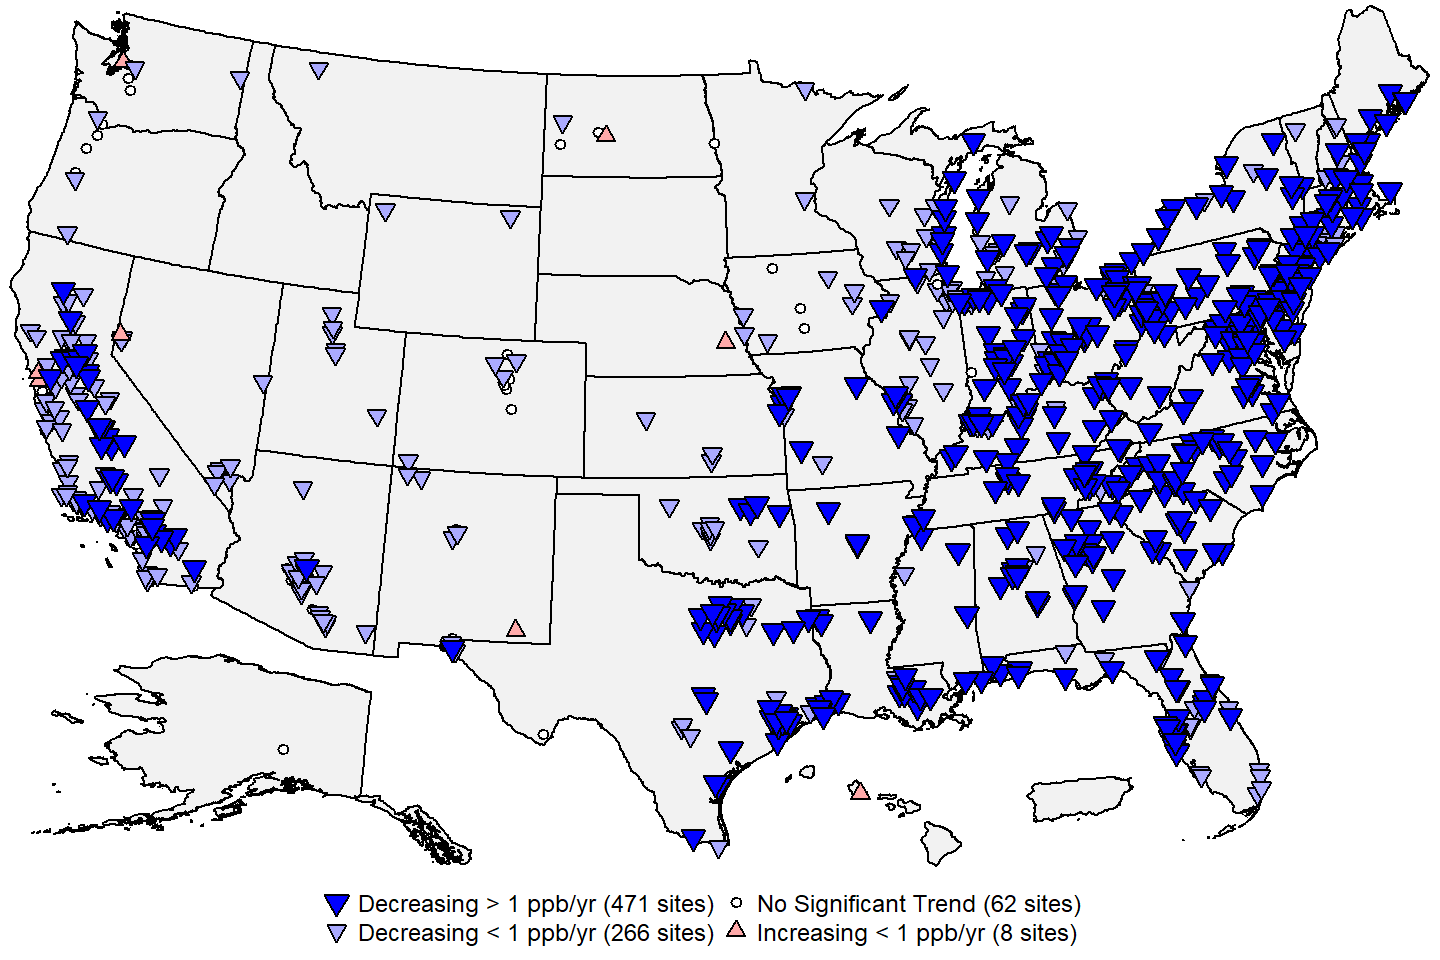 Decreasing > 1 ppb/yr (471 sites)
No Significant Trend (62 sites)
Decreasing < 1 ppb/yr (266 sites)
Increasing < 1 ppb/yr (8 sites)